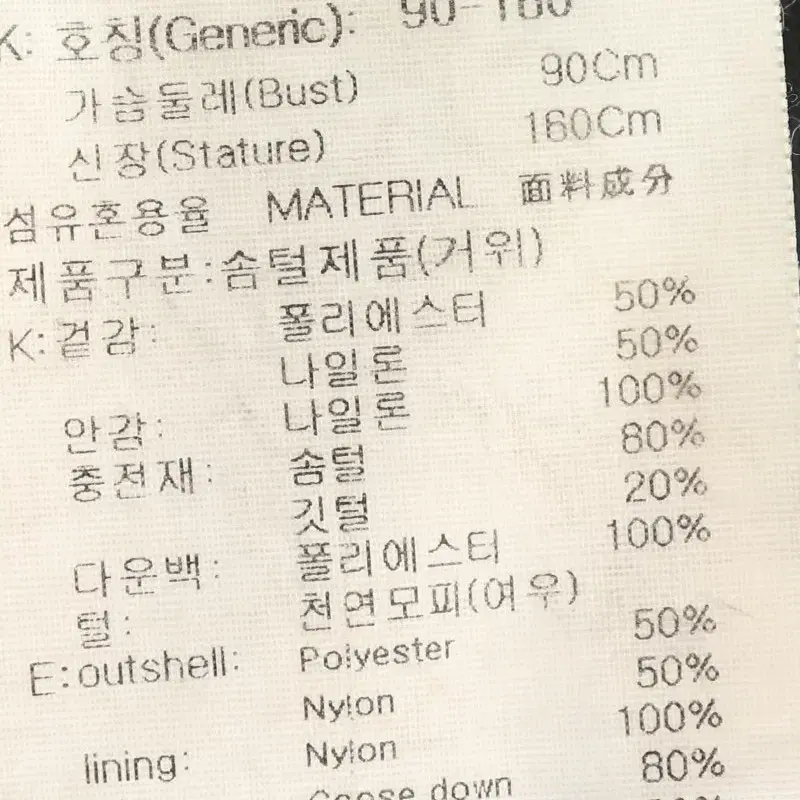 K: 호칭(Generic): 90-160
가슴둘레(Bust) 90Cm
신장(Stature) 160Cm
섬유혼용율 MATERIAL 面料成分
제품구분:솜털제품(거위)
K:겉감: 폴리에스터 50%
나일론 50%
안감: 나일론 100%
충전재: 솜털 80%
깃털 20%
다운백: 폴리에스터 100%
털: 천연모피(여우)
E:outshell: Polyester 50%
Nylon 50%
lining: Nylon 100%
Goose down 80%